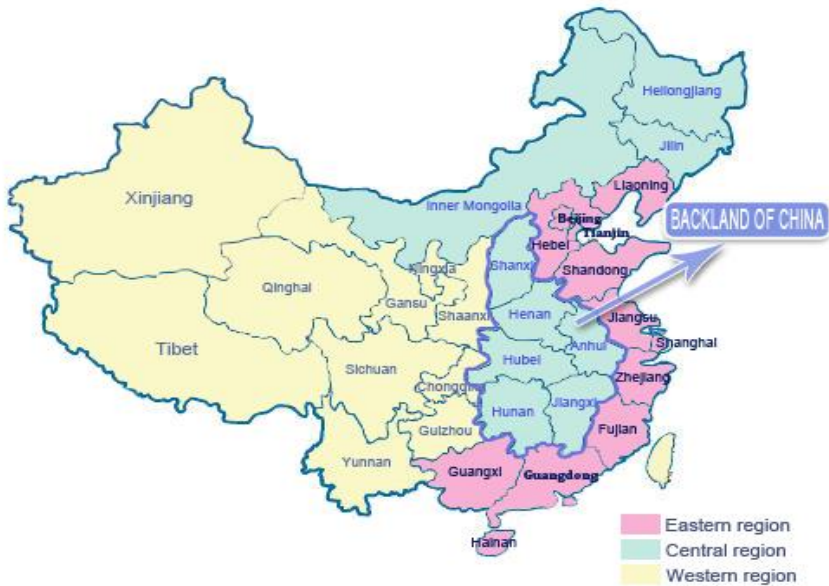 Heilongjiang
Jilin
Liaoning
Xinjiang
Inner Mongolia
Beijing
Tianjin
BACKLAND OF CHINA
Hebei
Shanxi
Ningxia
Shandong
Qinghai
Gansu
Shaanxi
Henan
Jiangsu
Tibet
Anhui
Shanghai
Sichuan
Hubei
Zhejiang
Chongqing
Hunan
Jiangxi
Guizhou
Fujian
Yunnan
Guangxi
Guangdong
Hainan
Eastern region
Central region
Western region